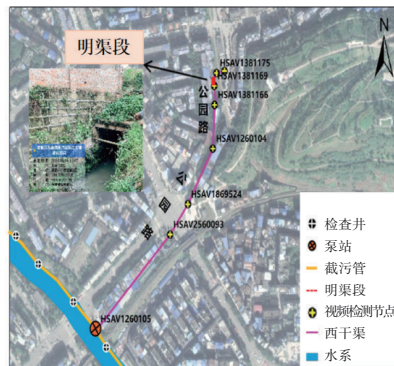 明渠段
N
HSAV1381175
HSAV1381169
HSAV1381166
公园路
HSAV1260104
公园路
HSAV1869524
HSAV2560093
HSAV1260105
检查井
泵站
截污管
明渠段
视频检测节点
西干渠
水系